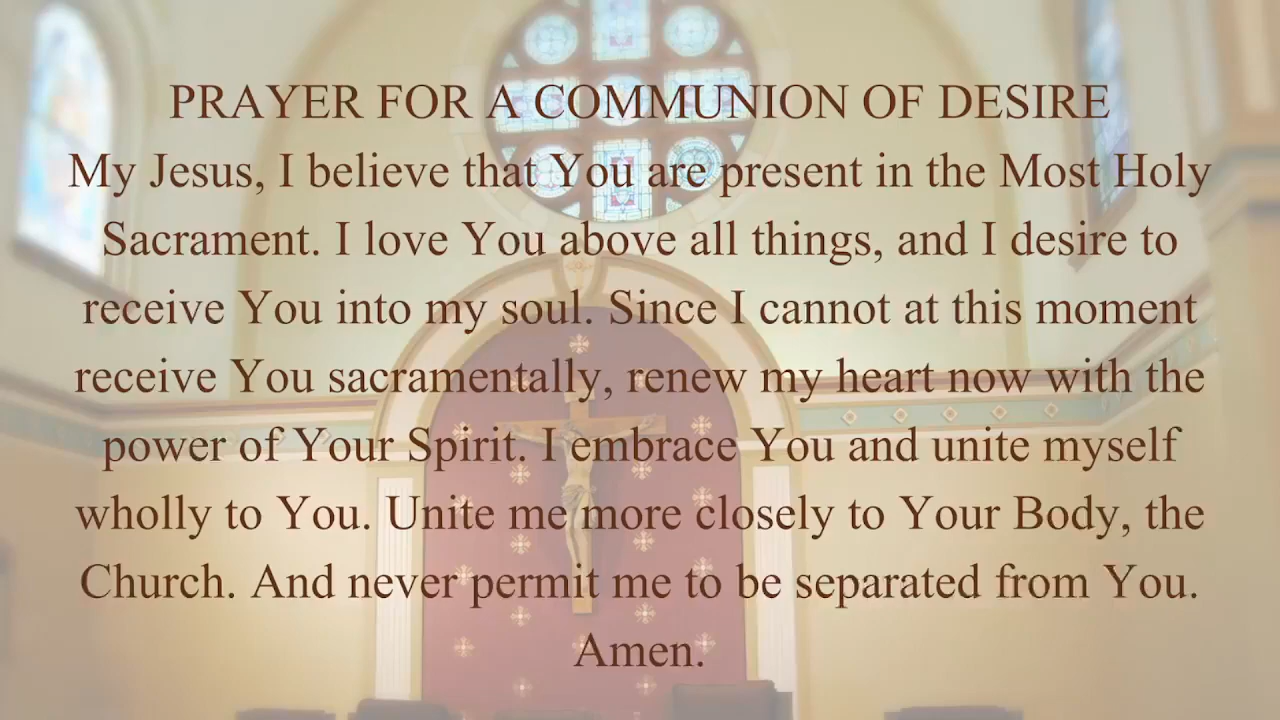 PRAYER FOR A COMMUNION OF DESIRE
My Jesus, I believe that You are present in the Most Holy
Sacrament. I love You above all things, and I desire to
receive You into my soul. Since I cannot at this moment
receive You sacramentally, renew my heart now with the
power of Your Spirit. I embrace You and unite myself
wholly to You. Unite me more closely to Your Body, the
Church. And never permit me to be separated from You.
Amen.